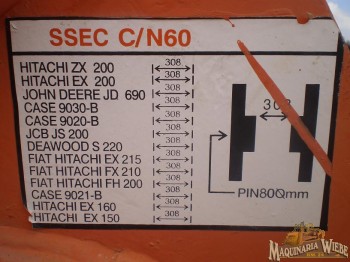 SSEC C/N60
HITACHI ZX 200 308
HITACHI EX 200 308
JOHN DEERE JD 690 308
CASE 9030-B 308
CASE 9020-B 308
JCB JS 200 308
DEAWOOD S 220 308
FIAT HITACHI EX 215 308
FIAT HITACHI FX 210 308
FIAT HITACHI FH 200 308
CASE 9021-B 308
HITACHI EX 160 308
HITACHI EX 150 308
308
PIN80Qmm
MAQUINARIA WIEBE